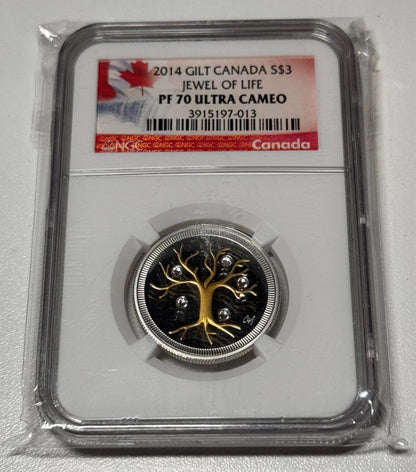 2014 GILT CANADA S$3
JEWEL OF LIFE
PF 70 ULTRA CAMEO
3915197-013
NGC
Canada